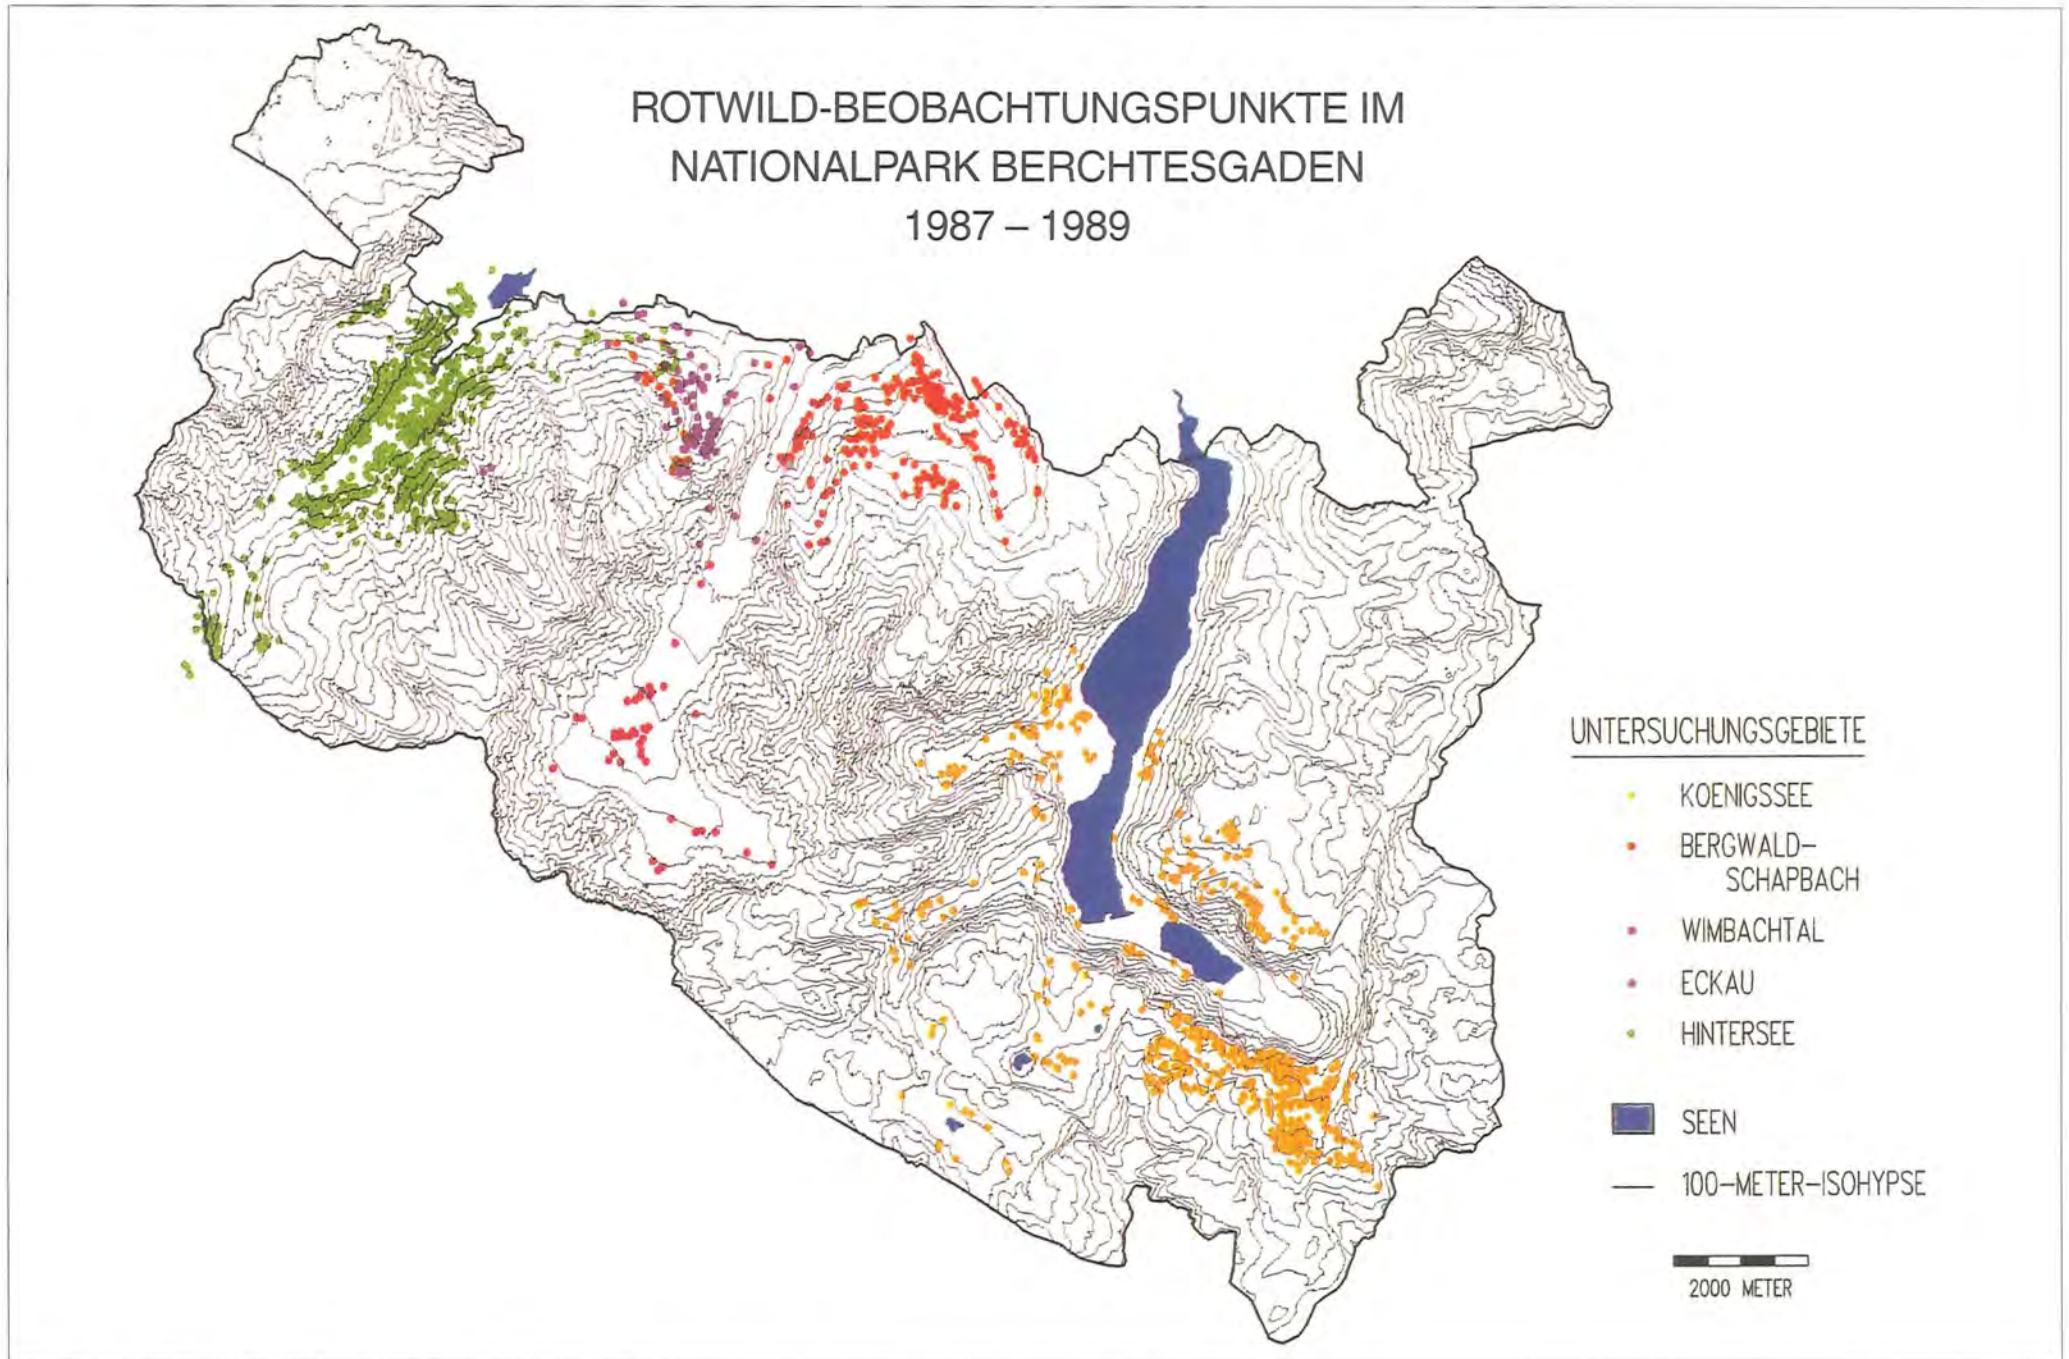 ROTWILD-BEOBACHTUNGSPUNKTE IM
NATIONALPARK BERCHTESGADEN
1987 – 1989
UNTERSUCHUNGSGEBIETE
KOENIGSSEE
BERGWALD–
SCHAPBACH
WIMBACHTAL
ECKAU
HINTERSEE
SEEN
100–METER–ISOHYPSE
2000 METER